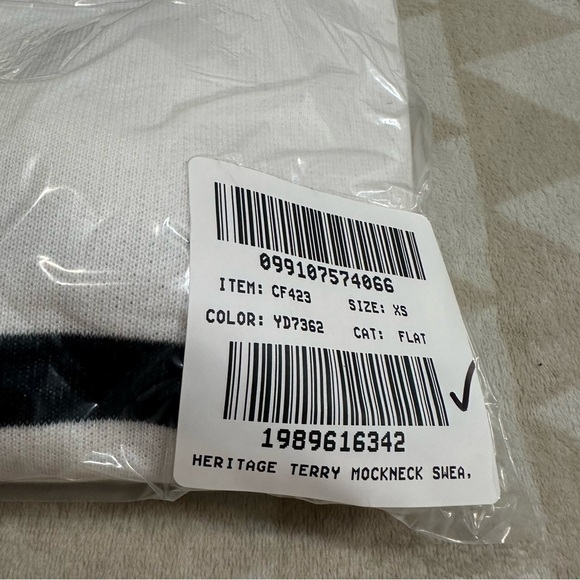 099107574066
ITEM: CF423 SIZE: XS
COLOR: YD7362 CAT: FLAT
1989616342
HERITAGE TERRY MOCKNECK SWEA,